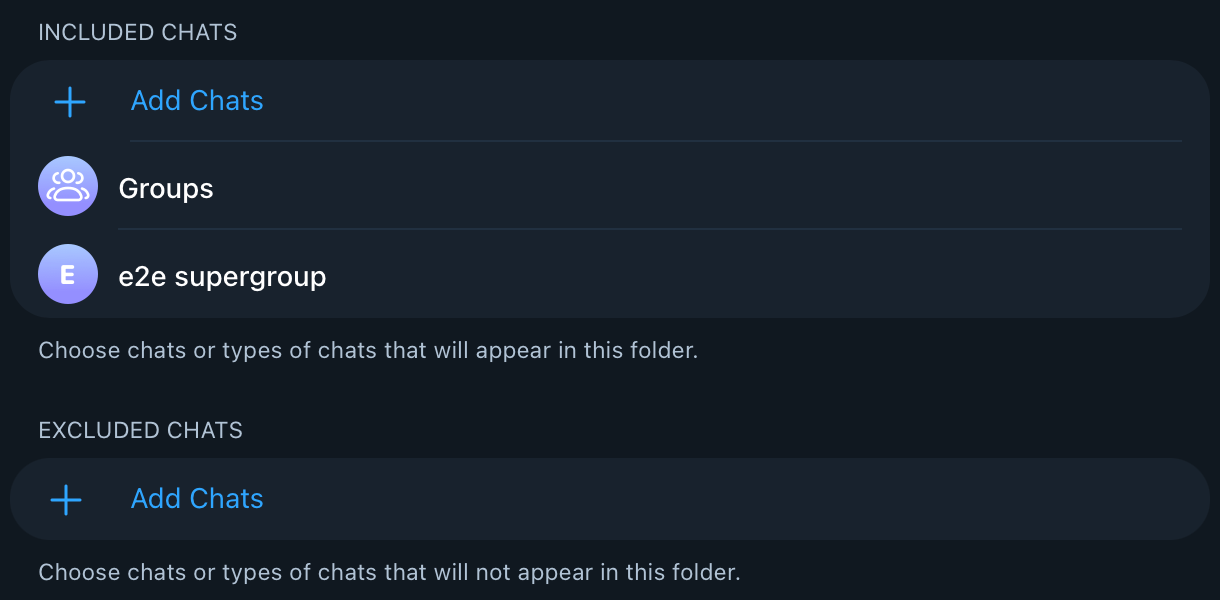 INCLUDED CHATS
Add Chats
Groups
E
e2e supergroup
Choose chats or types of chats that will appear in this folder.
EXCLUDED CHATS
Add Chats
Choose chats or types of chats that will not appear in this folder.